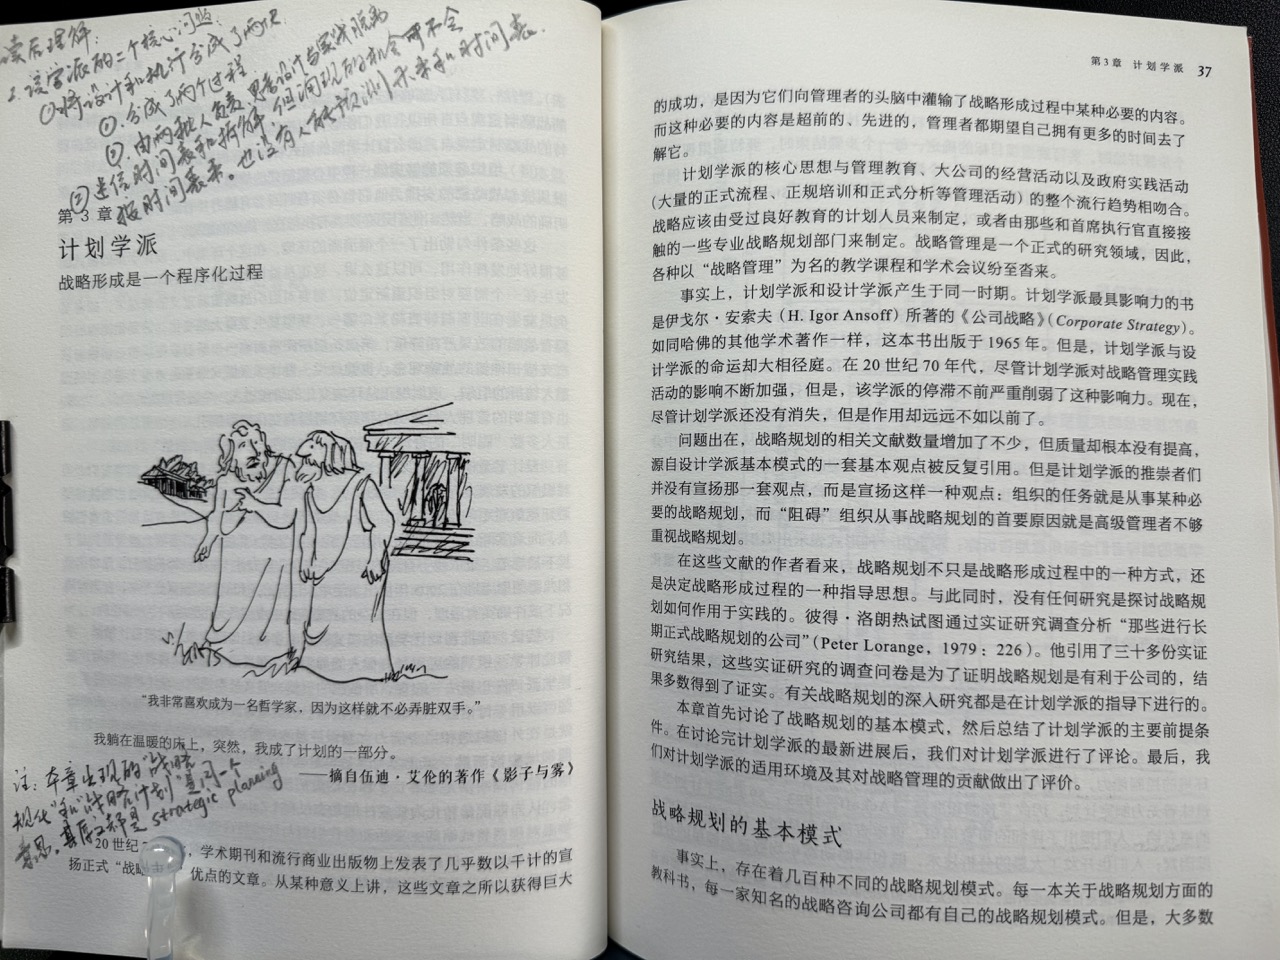 读后理解:
2. 该学派的二个核心问题:
①将设计和执行合成了两次
①. 合成了两个过程
②. 由两批人负责, 思考设计与实践脱离
②迷信时间表和拆解, 组词现的机会可不会
按时间表来。也没有人能预测未来和时间表.
第 3 章
计划学派
战略形成是一个程序化过程
“我非常喜欢成为一名哲学家，因为这样就不必弄脏双手。”
我躺在温暖的床上，突然，我成了计划的一部分。
——摘自伍迪·艾伦的著作《影子与雾》
注: 本章出现的“战略
规化”和“战略计划”是同一个
意思。其原文都是 strategic planning
20 世纪 ，学术期刊和流行商业出版物上发表了几乎数以千计的宣
扬正式“战略 优点的文章。从某种意义上讲，这些文章之所以获得巨大
第 3 章 计划学派 37
的成功，是因为它们向管理者的头脑中灌输了战略形成过程中某种必要的内容。
而这种必要的内容是超前的、先进的，管理者都期望自己拥有更多的时间去了
解它。
计划学派的核心思想与管理教育、大公司的经营活动以及政府实践活动
(大量的正式流程、正规培训和正式分析等管理活动) 的整个流行趋势相吻合。
战略应该由受过良好教育的计划人员来制定，或者由那些和首席执行官直接接
触的一些专业战略规划部门来制定。战略管理是一个正式的研究领域，因此，
各种以“战略管理”为名的教学课程和学术会议纷至沓来。
事实上，计划学派和设计学派产生于同一时期。计划学派最具影响力的书
是伊戈尔·安索夫（H. Igor Ansoff）所著的《公司战略》(Corporate Strategy)。
如同哈佛的其他学术著作一样，这本书出版于 1965 年。但是，计划学派与设
计学派的命运却大相径庭。在 20 世纪 70 年代，尽管计划学派对战略管理实践
活动的影响不断加强，但是，该学派的停滞不前严重削弱了这种影响力。现在，
尽管计划学派还没有消失，但是作用却远远不如以前了。
问题出在，战略规划的相关文献数量增加了不少，但质量却根本没有提高，
源自设计学派基本模式的一套基本观点被反复引用。但是计划学派的推崇者们
并没有宣扬那一套观点，而是宣扬这样一种观点：组织的任务就是从事某种必
要的战略规划，而“阻碍”组织从事战略规划的首要原因就是高级管理者不够
重视战略规划。
在这些文献的作者看来，战略规划不只是战略形成过程中的一种方式，还
是决定战略形成过程的一种指导思想。与此同时，没有任何研究是探讨战略规
划如何作用于实践的。彼得·洛朗热试图通过实证研究调查分析“那些进行长
期正式战略规划的公司”(Peter Lorange，1979：226)。他引用了三十多份实证
研究结果，这些实证研究的调查问卷是为了证明战略规划是有利于公司的，结
果多数得到了证实。有关战略规划的深入研究都是在计划学派的指导下进行的。
本章首先讨论了战略规划的基本模式，然后总结了计划学派的主要前提条
件。在讨论完计划学派的最新进展后，我们对计划学派进行了评论。最后，我
们对计划学派的适用环境及其对战略管理的贡献做出了评价。
战略规划的基本模式
事实上，存在着几百种不同的战略规划模式。每一本关于战略规划方面的
教科书，每一家知名的战略咨询公司都有自己的战略规划模式。但是，大多数